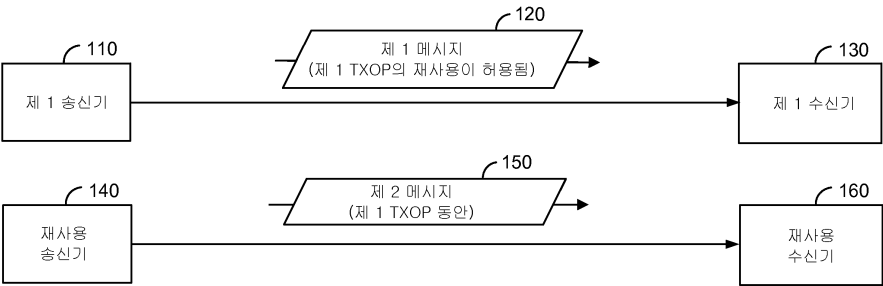 120
110
제 1 메시지
130
(제 1 TXOP의 재사용이 허용됨)
제 1 송신기
제 1 수신기
150
140
제 2 메시지
160
(제 1 TXOP 동안)
재사용
송신기
재사용
수신기